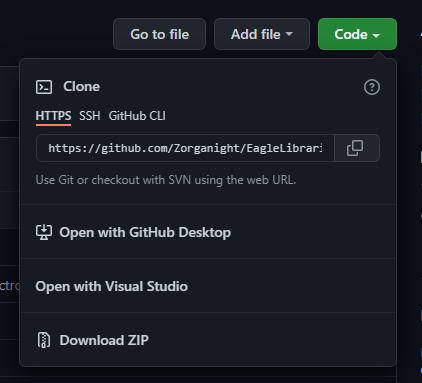 Go to file Add file Code
Clone
HTTPS SSH GitHub CLI
https://github.com/Zorganight/EagleLibrari
Use Git or checkout with SVN using the web URL.
Open with GitHub Desktop
Open with Visual Studio
ctro
Download ZIP